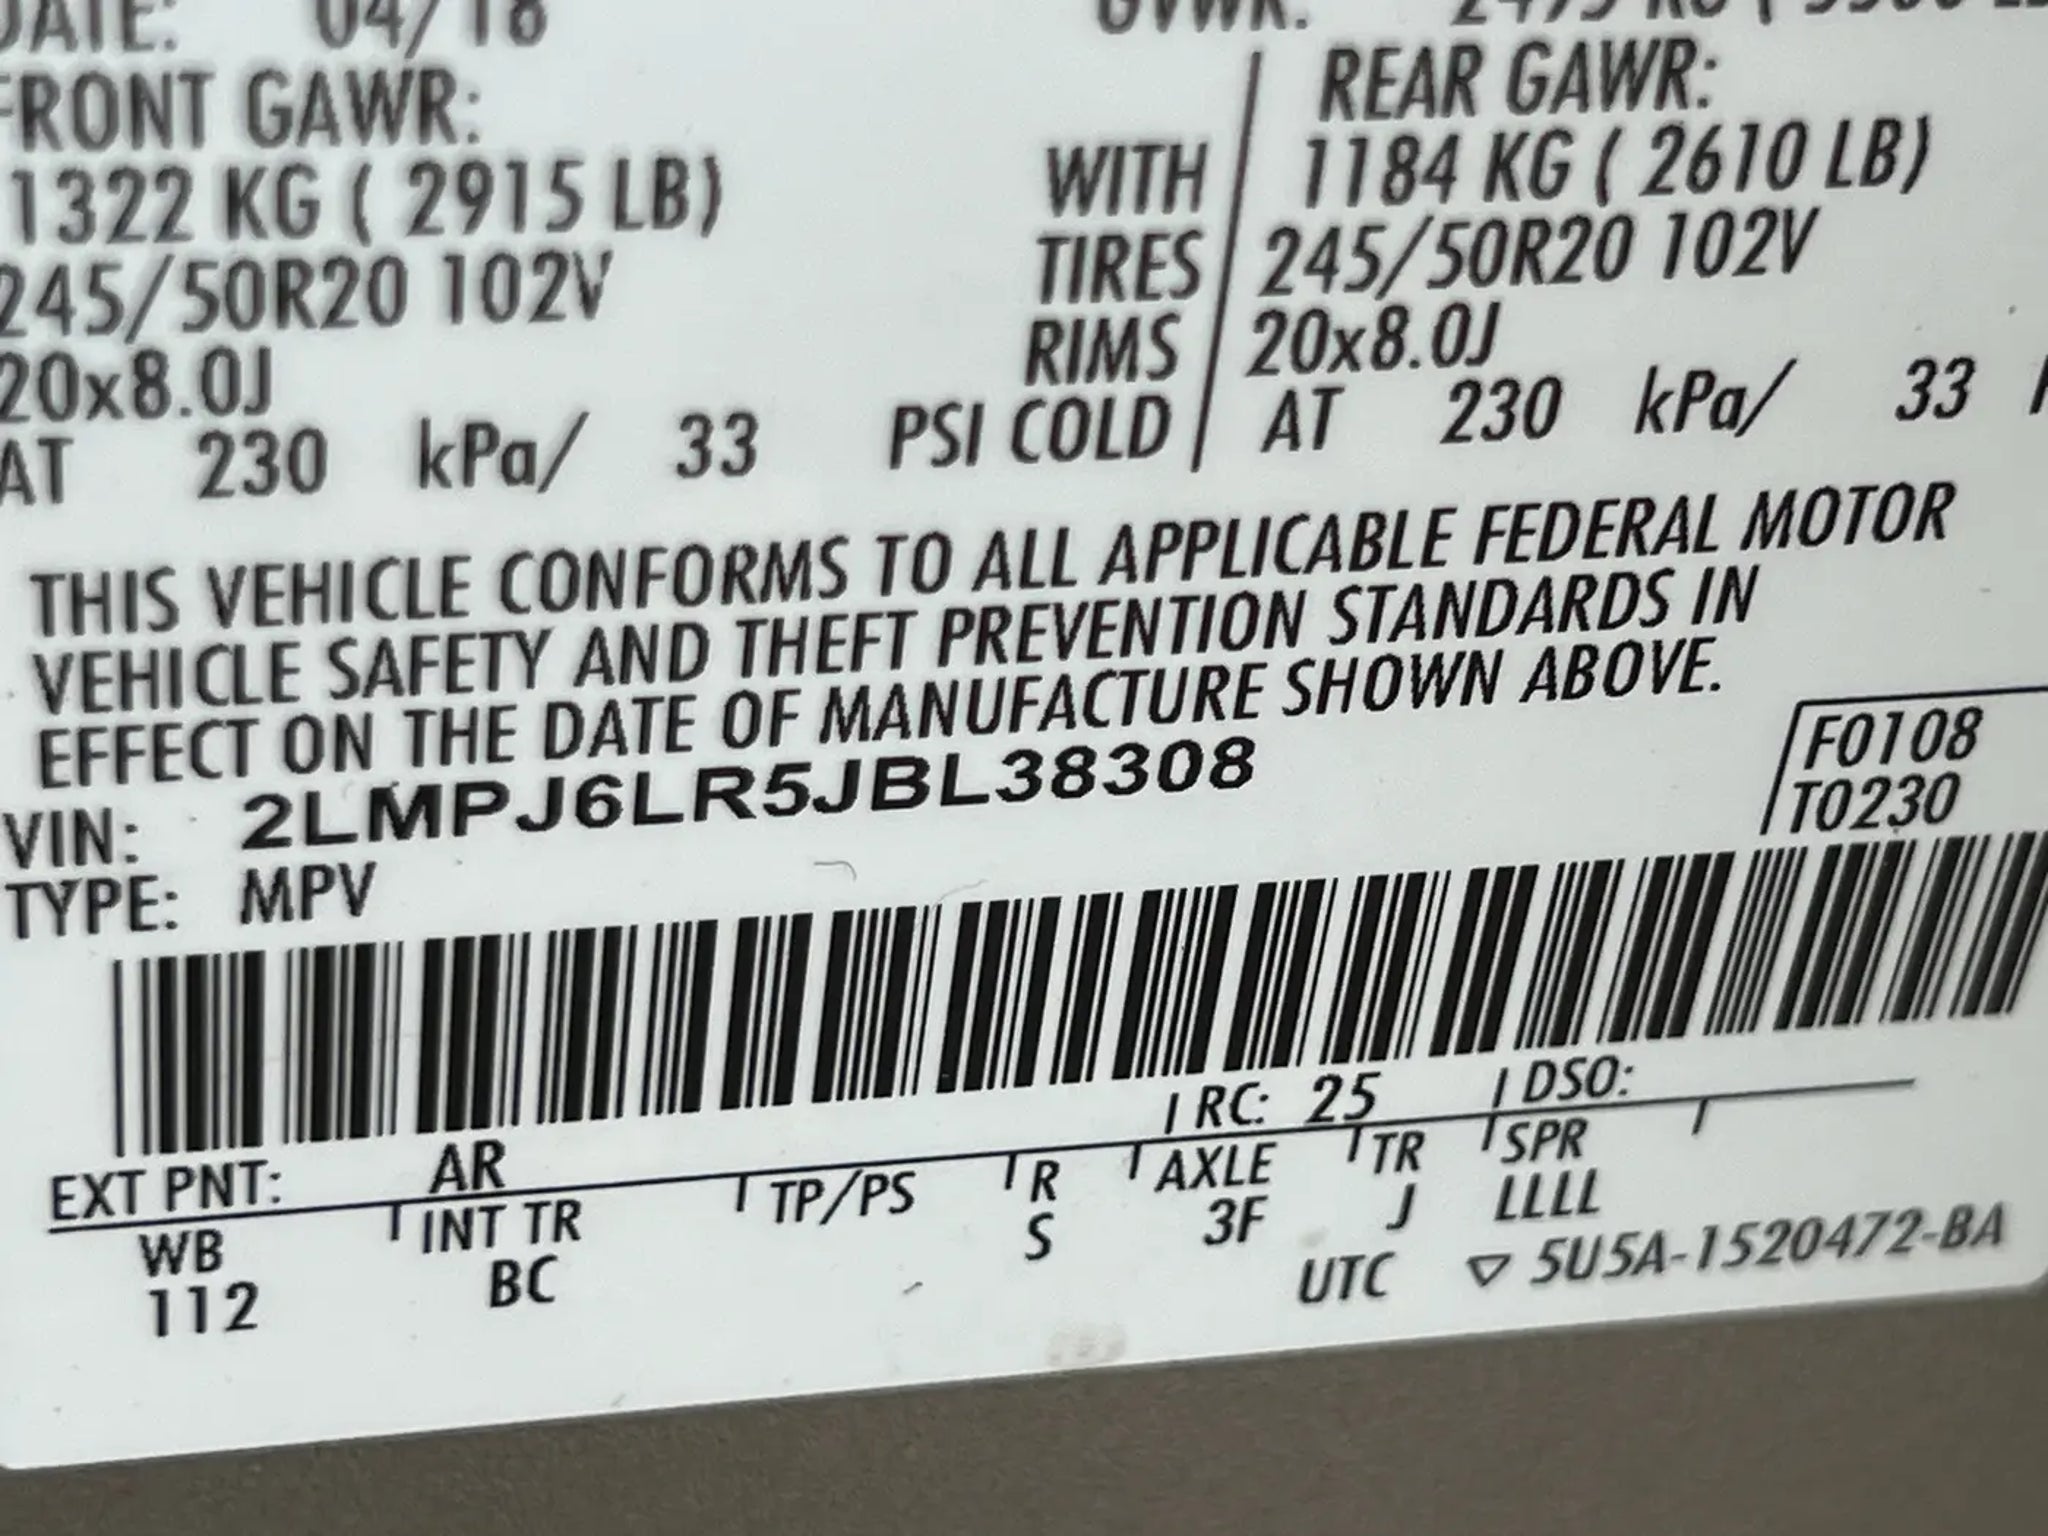 DATE: 04/18 GVWR:
FRONT GAWR: REAR GAWR:
1322 KG ( 2915 LB) WITH 1184 KG ( 2610 LB)
245/50R20 102V TIRES 245/50R20 102V
20x8.0J RIMS 20x8.0J
AT 230 kPa/ 33 PSI COLD AT 230 kPa/ 33
THIS VEHICLE CONFORMS TO ALL APPLICABLE FEDERAL MOTOR
VEHICLE SAFETY AND THEFT PREVENTION STANDARDS IN
EFFECT ON THE DATE OF MANUFACTURE SHOWN ABOVE.
VIN: 2LMPJ6LR5JBL38308 F0108
TYPE: MPV T0230
EXT PNT: AR RC: 25 DSO:
WB INT TR TP/PS R AXLE TR SPR
112 BC S 3F J LLLL
UTC ▽ 5U5A-1520472-BA